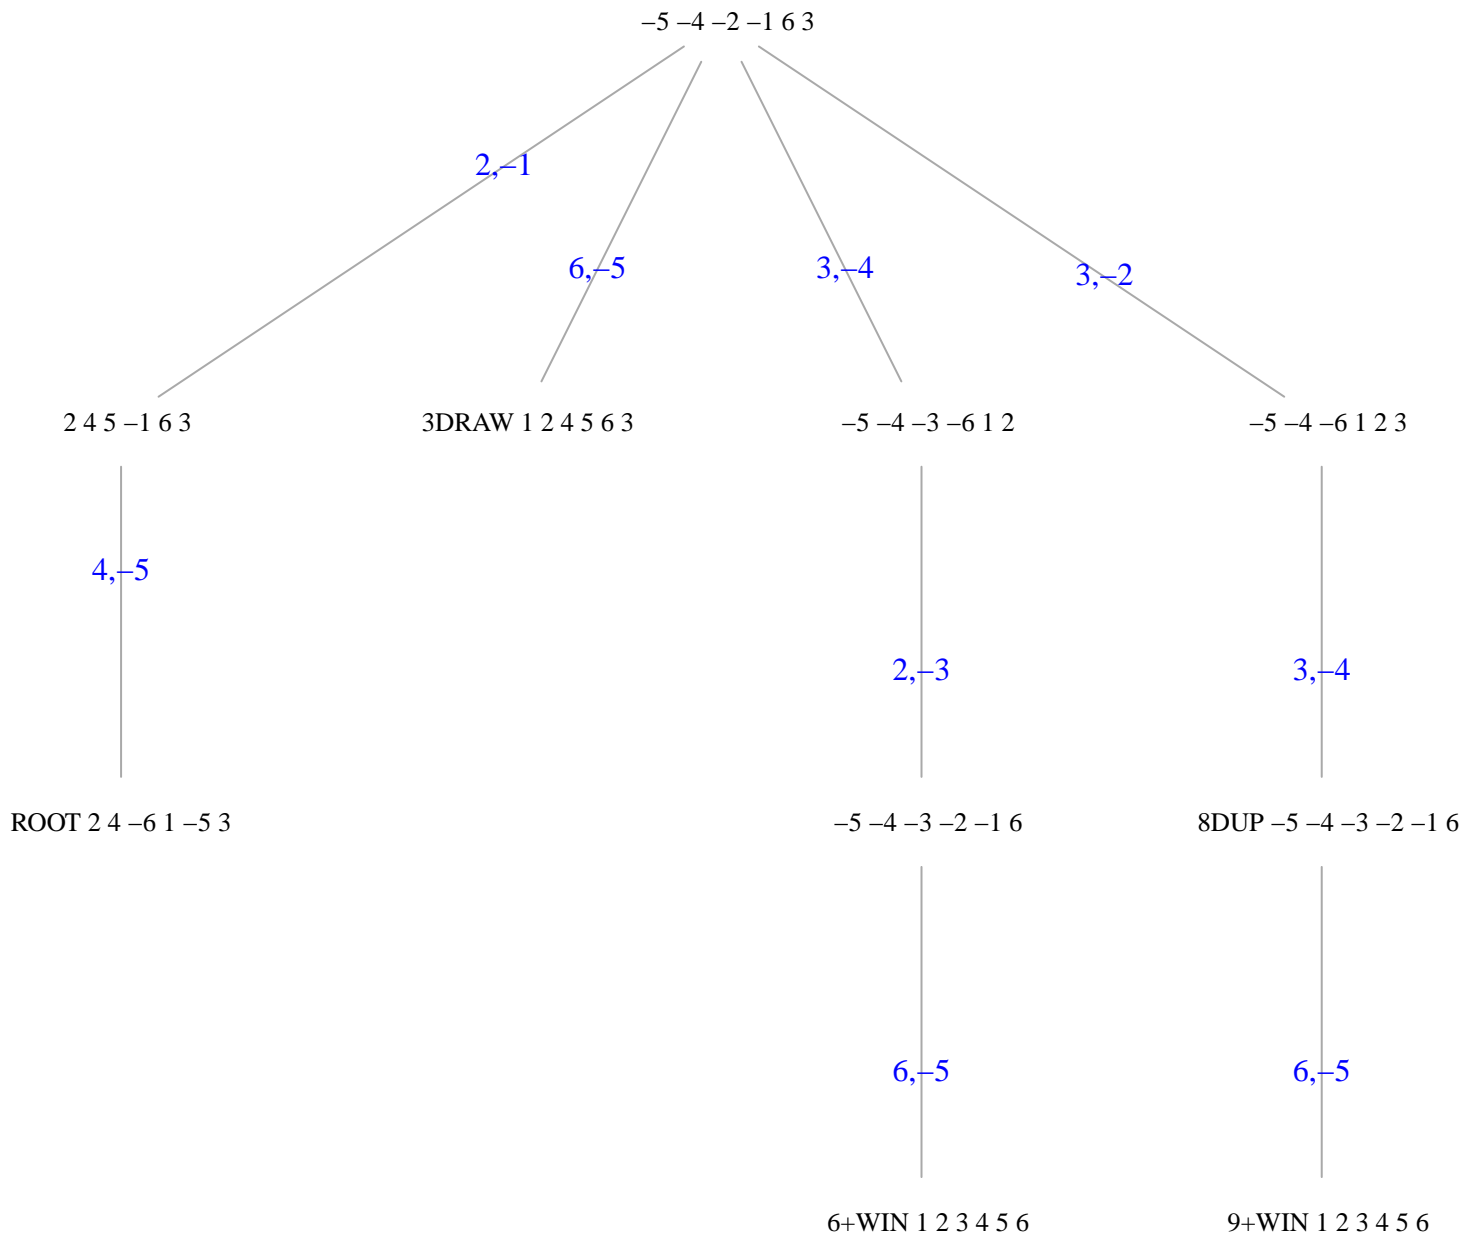 –5 –4 –2 –1 6 3
2,–1
6,–5
3,–4
3,–2
2 4 5 –1 6 3
3DRAW 1 2 4 5 6 3
–5 –4 –3 –6 1 2
–5 –4 –6 1 2 3
4,–5
2,–3
3,–4
ROOT 2 4 –6 1 –5 3
–5 –4 –3 –2 –1 6
8DUP –5 –4 –3 –2 –1 6
6,–5
6,–5
6+WIN 1 2 3 4 5 6
9+WIN 1 2 3 4 5 6